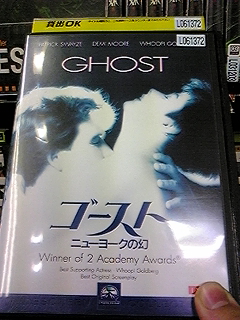 貸出OK
L061372
L061372
PATRICK SWAYZE DEMI MOORE WHOOPI
GHOST
ゴースト
ニューヨークの幻
Winner of 2 Academy Awards
Best Supporting Actress - Whoopi Goldberg
Best Original Screenplay